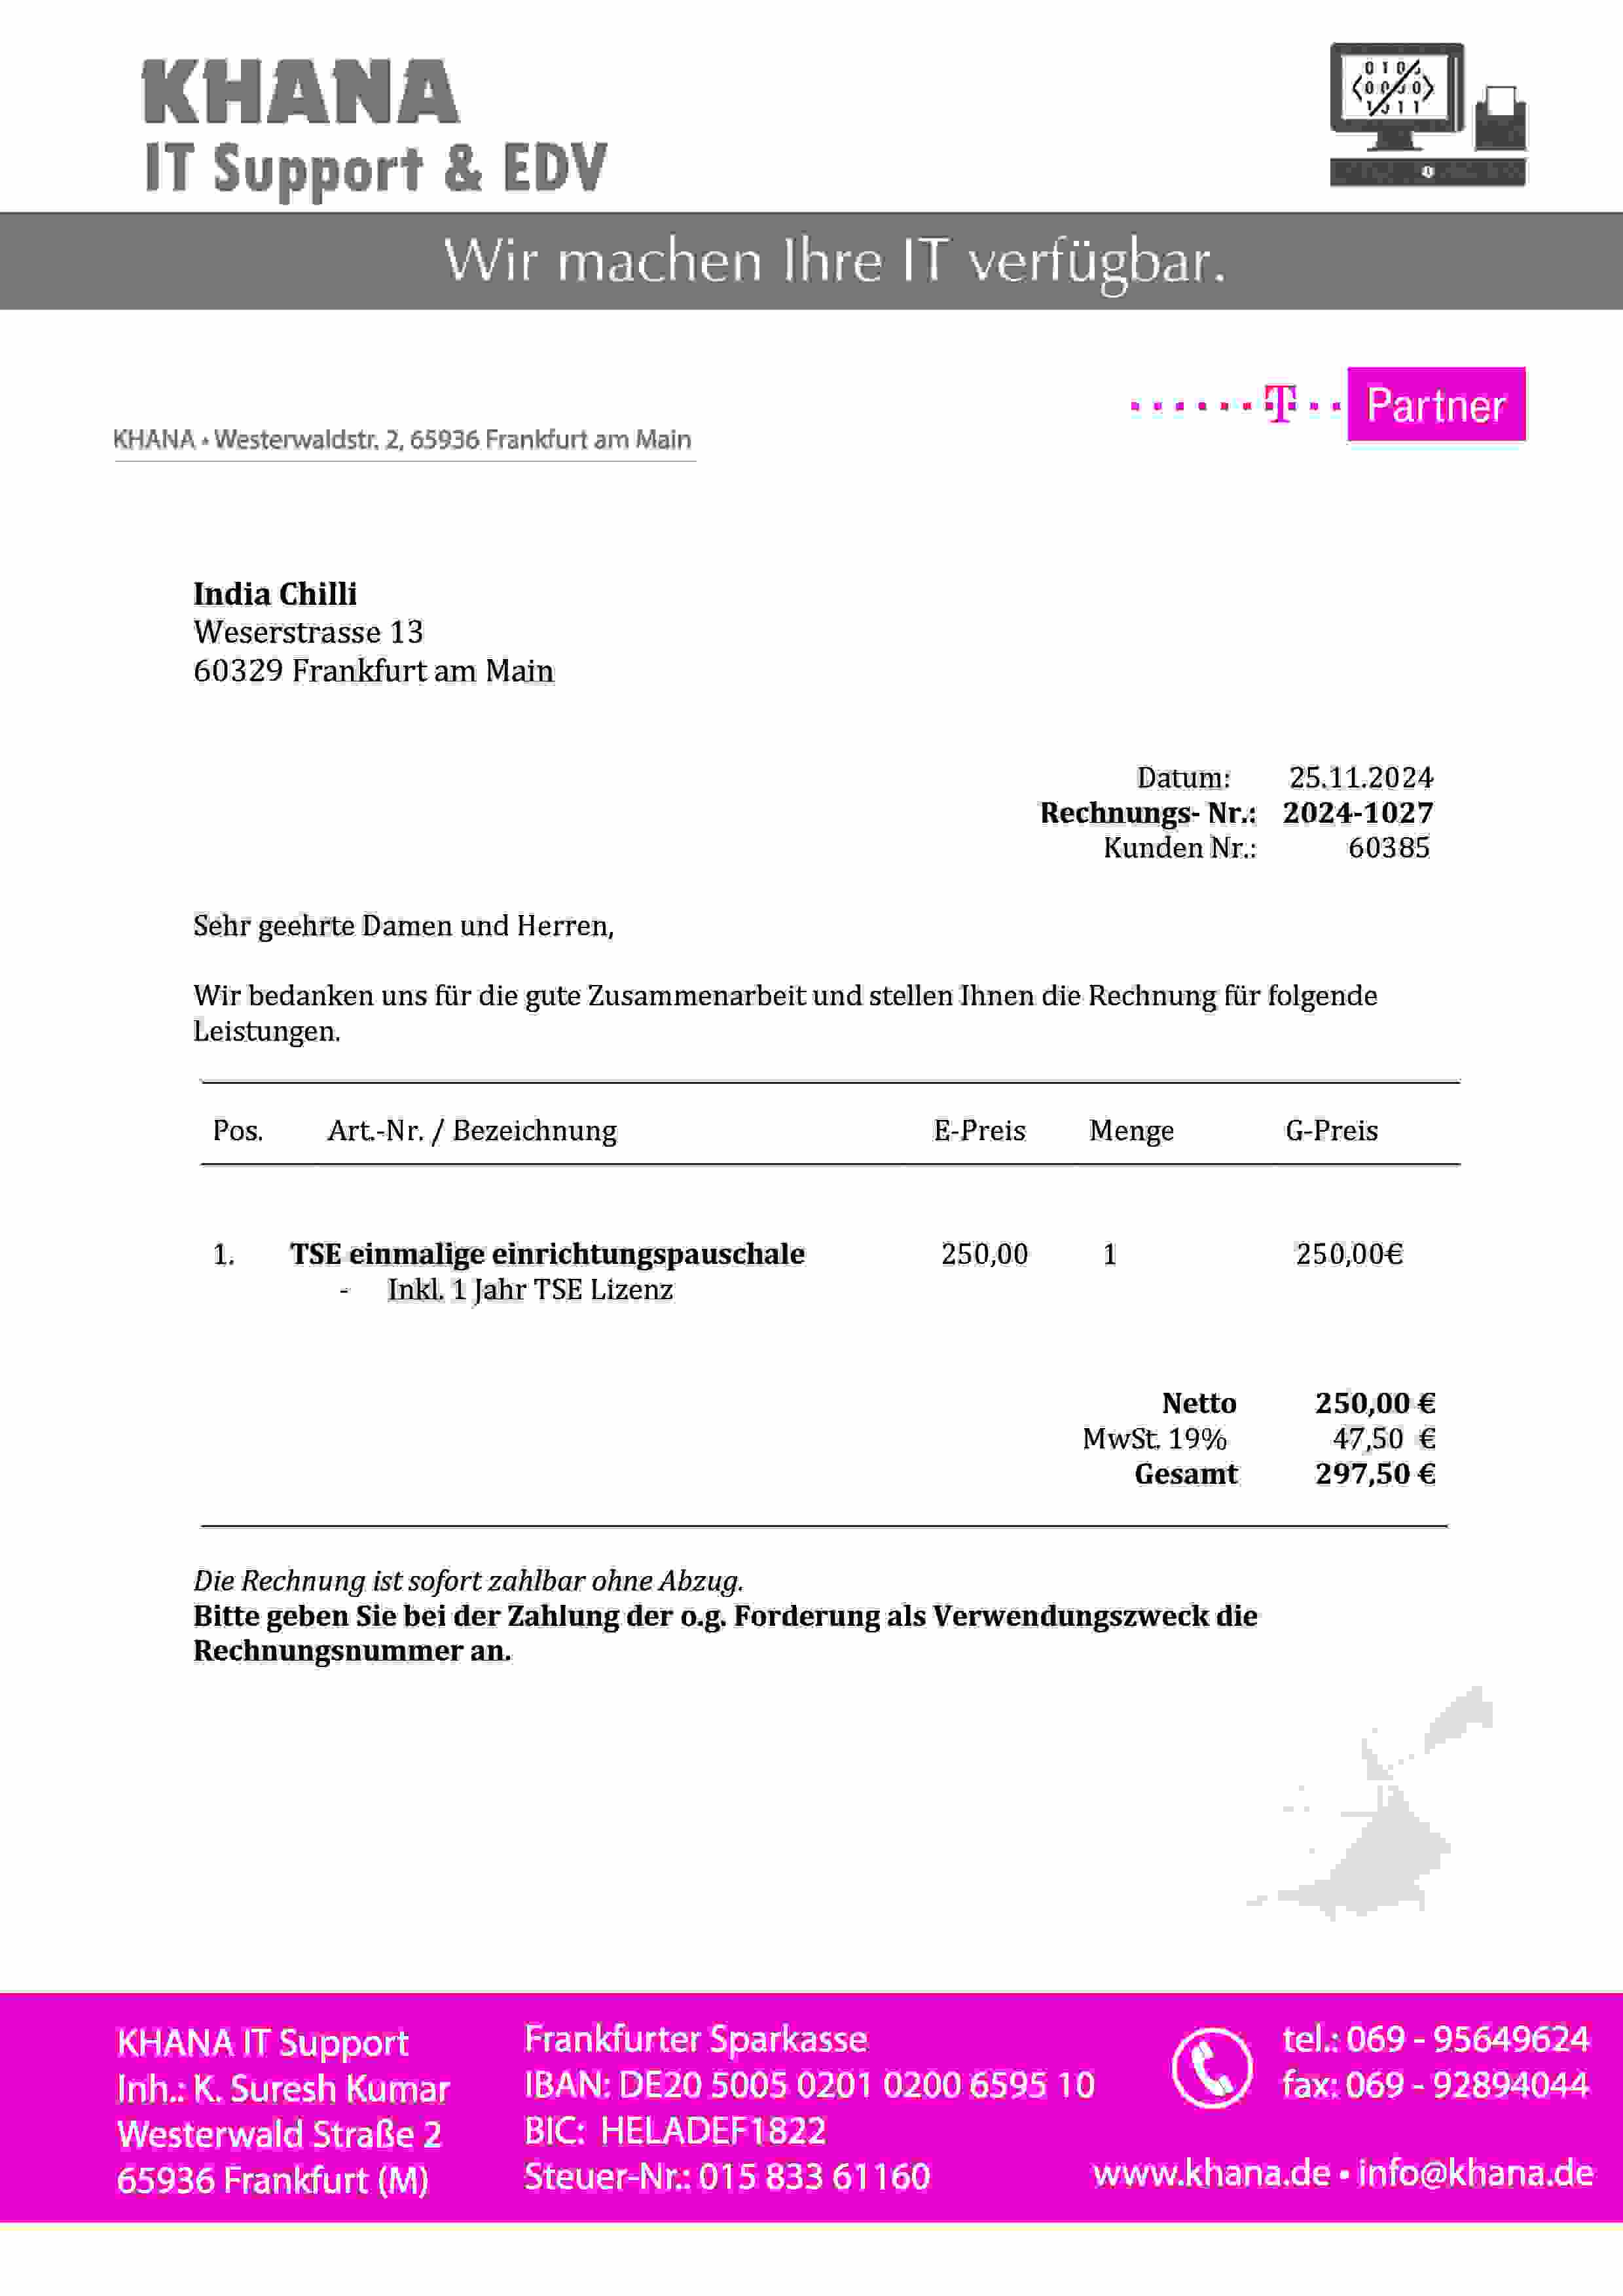 KHANA
IT Support & EDV
Wir machen Ihre IT verfügbar.
T Partner
KHANA • Westerwaldstr. 2, 65936 Frankfurt am Main
India Chilli
Weserstrasse 13
60329 Frankfurt am Main
Datum: 25.11.2024
Rechnungs- Nr.: 2024-1027
Kunden Nr.: 60385
Sehr geehrte Damen und Herren,
Wir bedanken uns für die gute Zusammenarbeit und stellen Ihnen die Rechnung für folgende
Leistungen.
Pos. Art.-Nr. / Bezeichnung E-Preis Menge G-Preis
1. TSE einmalige einrichtungspauschale 250,00 1 250,00€
- Inkl. 1 Jahr TSE Lizenz
Netto 250,00 €
MwSt. 19% 47,50 €
Gesamt 297,50 €
Die Rechnung ist sofort zahlbar ohne Abzug.
Bitte geben Sie bei der Zahlung der o.g. Forderung als Verwendungszweck die
Rechnungsnummer an.
KHANA IT Support
Inh.: K. Suresh Kumar
Westerwald Straße 2
65936 Frankfurt (M)
Frankfurter Sparkasse
IBAN: DE20 5005 0201 0200 6595 10
BIC: HELADEF1822
Steuer-Nr.: 015 833 61160
tel.: 069 - 95649624
fax: 069 - 92894044
www.khana.de • info@khana.de